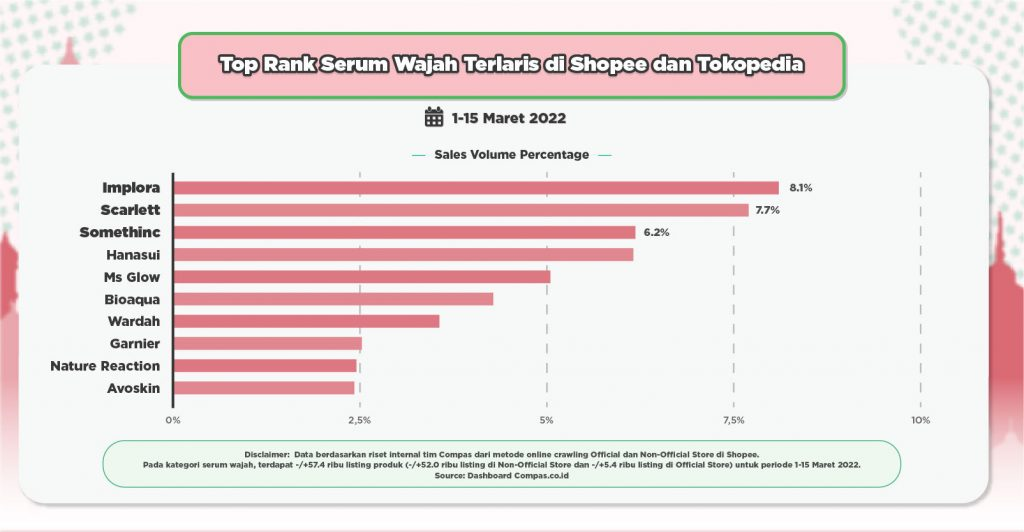 Top Rank Serum Wajah Terlaris di Shopee dan Tokopedia
1-15 Maret 2022
Sales Volume Percentage
Implora 8.1%
Scarlett 7.7%
Somethinc 6.2%
Hanasui
Ms Glow
Bioaqua
Wardah
Garnier
Nature Reaction
Avoskin
0% 2,5% 5% 7,5% 10%
Disclaimer: Data berdasarkan riset internal tim Compas dari metode online crawling Official dan Non-Official Store di Shopee.
Pada kategori serum wajah, terdapat -/+57.4 ribu listing produk (-/+52.0 ribu listing di Non-Official Store dan -/+5.4 ribu listing di Official Store) untuk periode 1-15 Maret 2022.
Source: Dashboard Compas.co.id